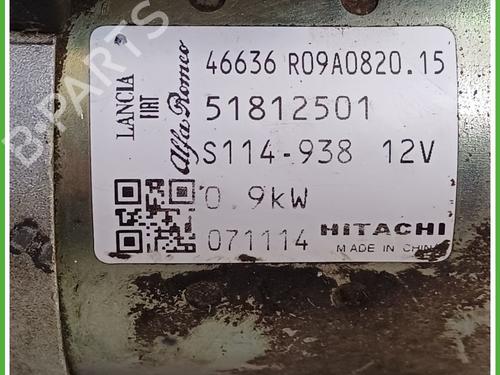 LANCIA
FIAT
Alfa Romeo
46636 R09A0820.15
51812501
S114-938 12V
0.9kW
071114 HITACHI
MADE IN CHINA
B-PARTS